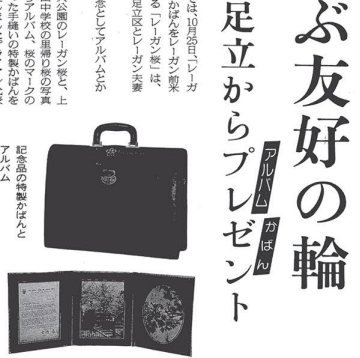 ぶ友好の輪
足立からプレゼント
アルバム
かばん
は10月25日「レーガ
かばんをレーガン前米
る「レーガン桜」は、
足立区とレーガン夫妻
念としてアルバムとか
公園のレーガン桜と、上
中学校の里帰り桜の写真
アルバム、桜のマークの
た手縫いの特製かばんを
記念品の特製かばんと
アルバム